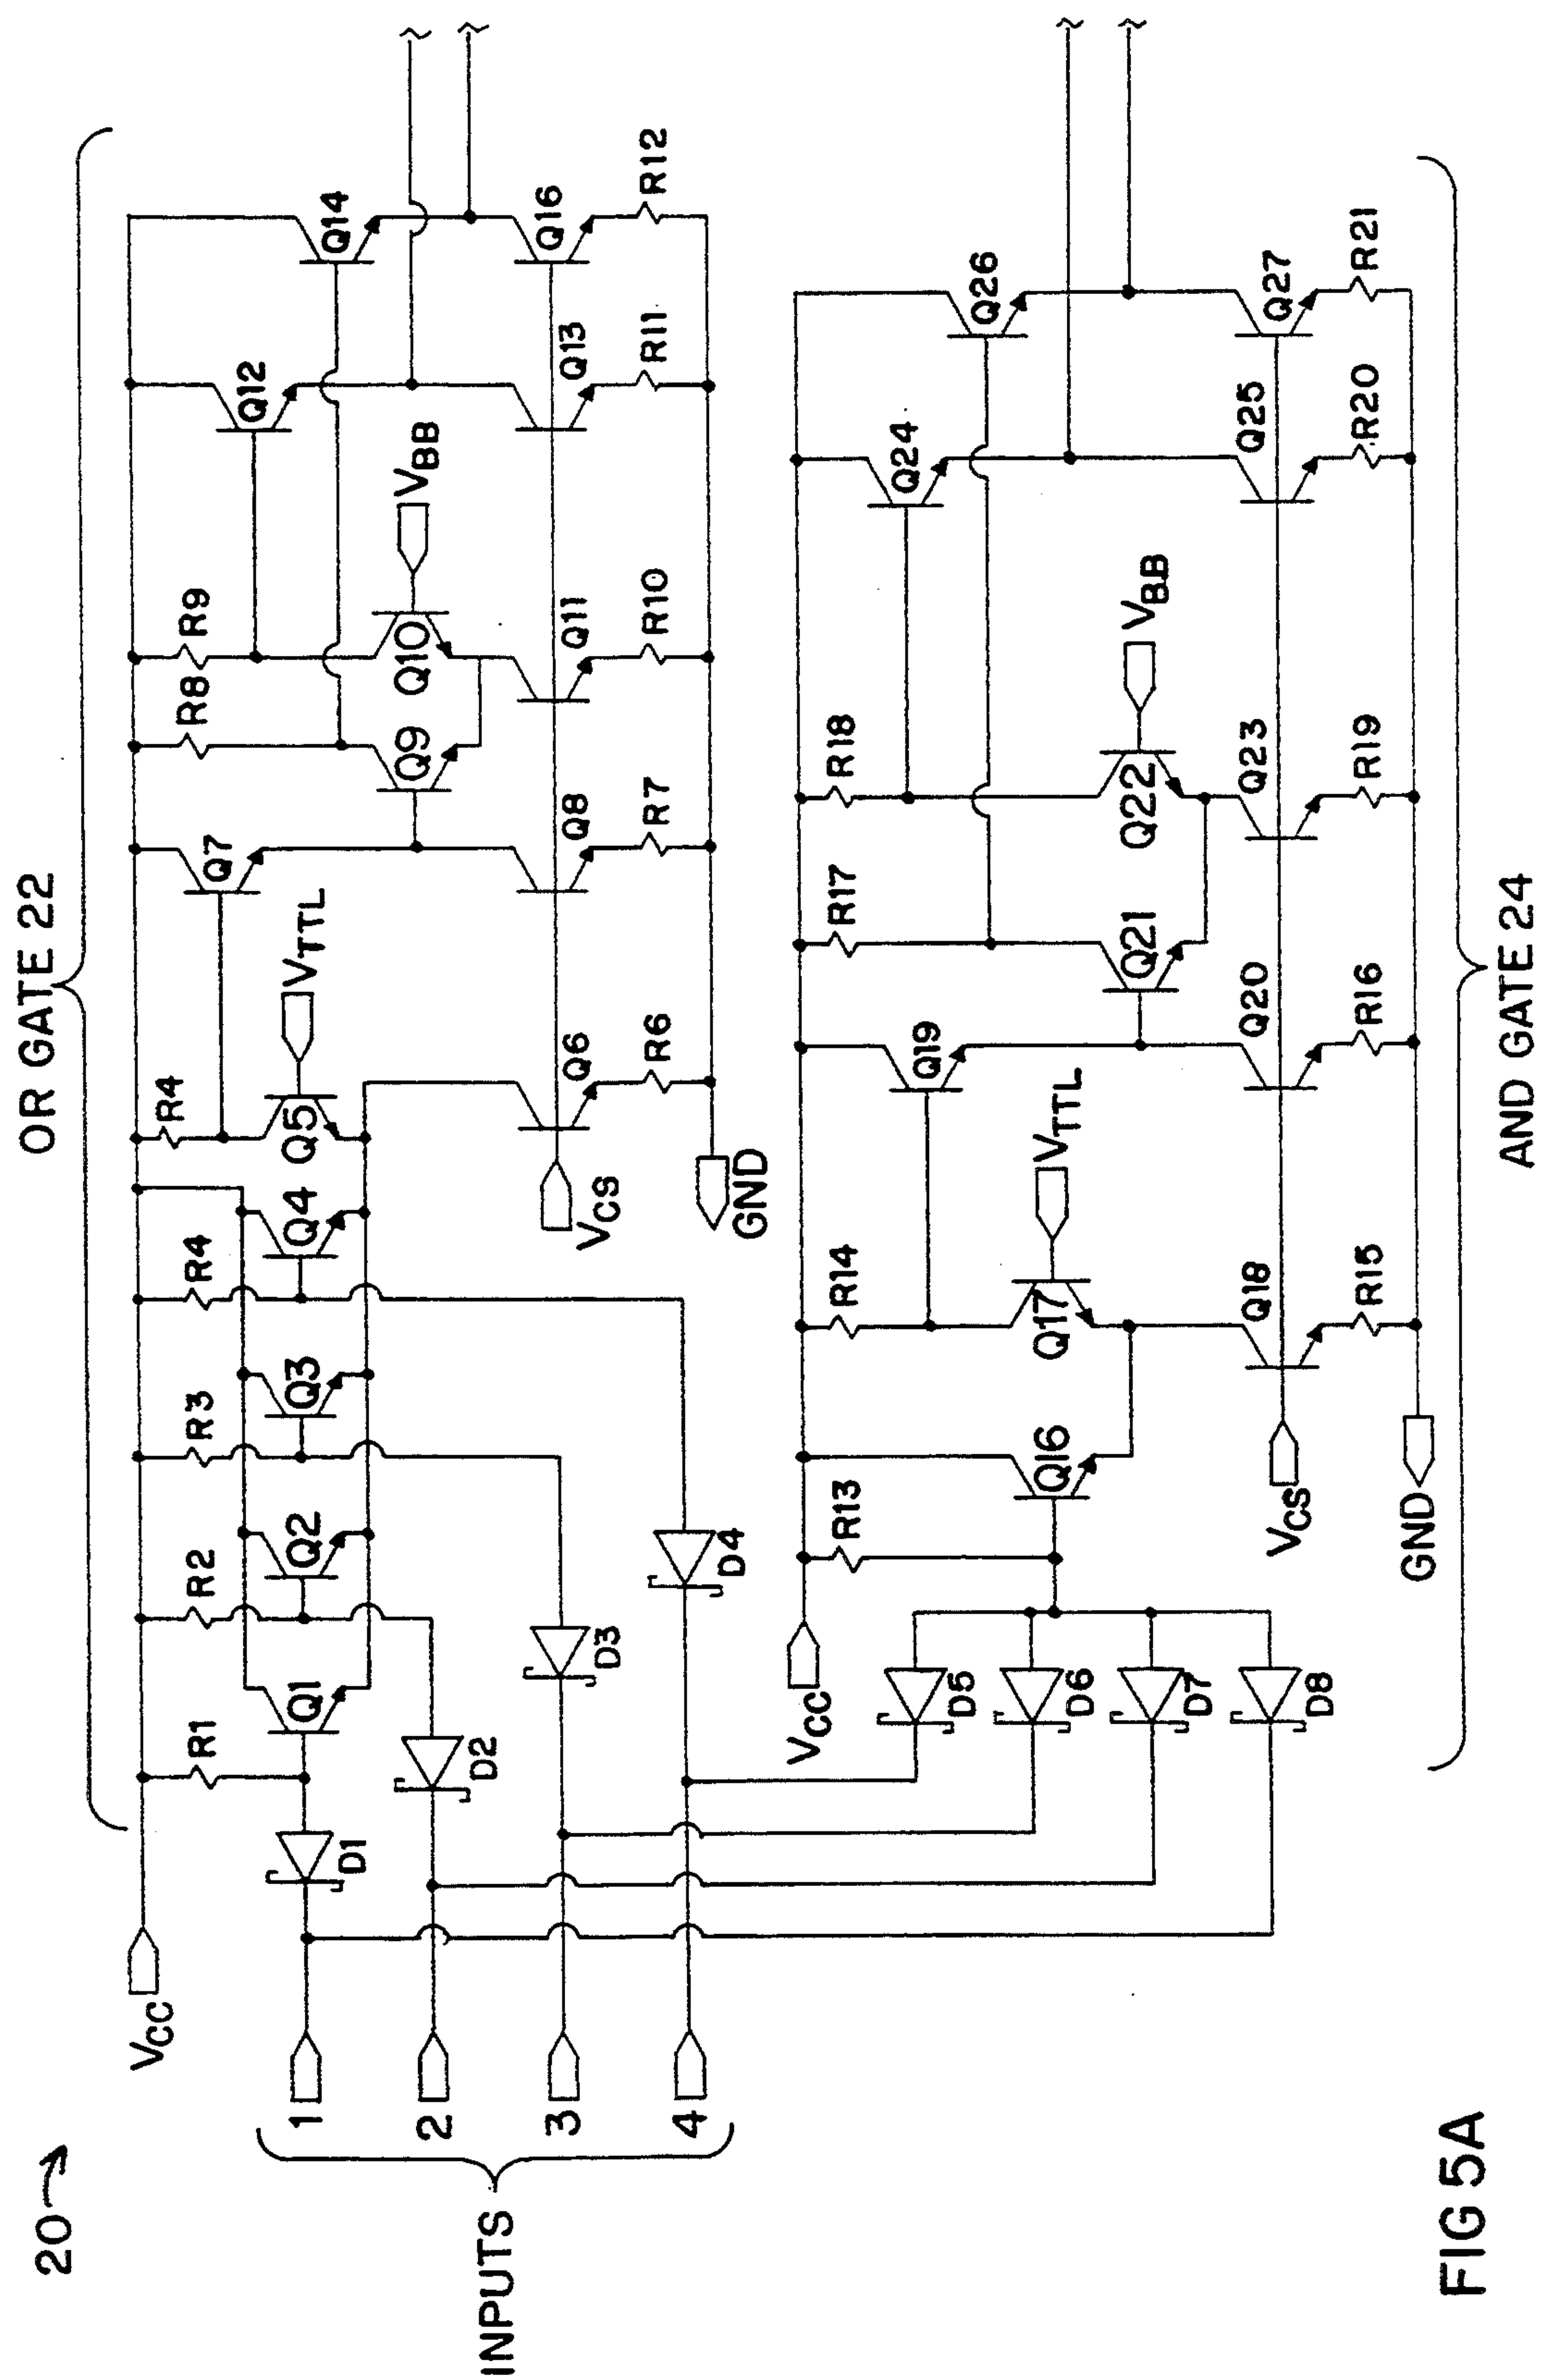 20
OR GATE 22
VCC
R1
R2
R3
R4
R4
VTTL
R8
R9
VBB
Q1
Q2
Q3
Q4
Q5
Q7
Q9
Q10
Q12
Q14
D1
D2
D3
D4
Q6
Q8
Q11
Q13
Q16
VCS
R6
R7
R10
R11
R12
GND
INPUTS
1
2
3
4
VCC
R13
R14
R17
R18
D5
D6
D7
D8
Q16
Q17
VTTL
Q19
Q21
Q22
VBB
Q24
Q26
VCS
Q18
Q20
Q23
Q25
Q27
GND
R15
R16
R19
R20
R21
AND GATE 24
FIG 5A